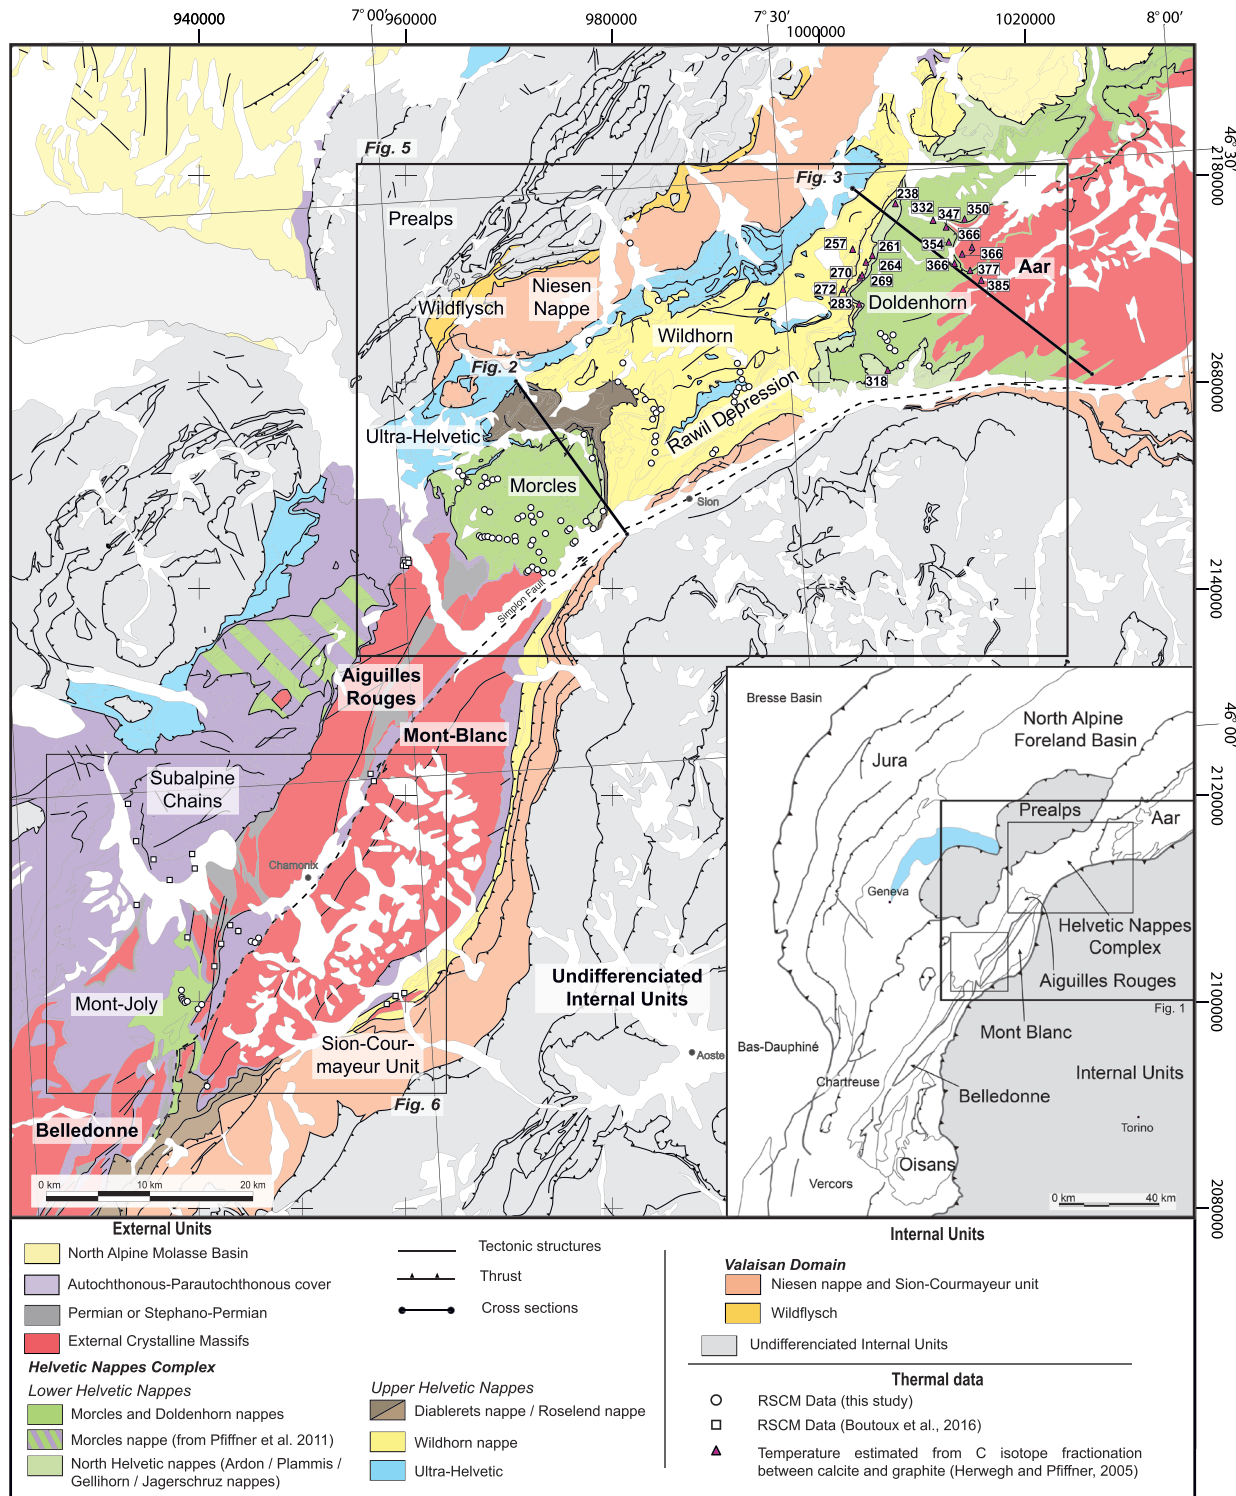 940000
7° 00'
960000
980000
7° 30'
1000000
1020000
8° 00'
46° 30'
2180000
2680000
2140000
46° 00'
2120000
2100000
2080000
Fig. 5
Prealps
Fig. 3
238
332
347
350
257
261
354
366
366
264
366
377
270
269
385
272
283
Aar
Doldenhorn
318
Niesen
Nappe
Wildflysch
Wildhorn
Fig. 2
Rawil Depression
Ultra-Helvetic
Morcles
Sion
Simplon Fault
Aiguilles
Rouges
Mont-Blanc
Subalpine
Chains
Chamonix
Mont-Joly
Undifferenciated
Internal Units
Sion-Cour-
mayeur Unit
Aoste
Fig. 6
Belledonne
0 km
10 km
20 km
Bresse Basin
North Alpine
Foreland Basin
Jura
Prealps
Aar
Geneva
Helvetic Nappes
Complex
Aiguilles Rouges
Fig. 1
Mont Blanc
Bas-Dauphiné
Internal Units
Chartreuse
Belledonne
Torino
Oisans
Vercors
0 km
40 km
External Units
North Alpine Molasse Basin
Autochthonous-Parautochthonous cover
Permian or Stephano-Permian
External Crystalline Massifs
Helvetic Nappes Complex
Lower Helvetic Nappes
Morcles and Doldenhorn nappes
Morcles nappe (from Pfiffner et al. 2011)
North Helvetic nappes (Ardon / Plammis /
Gellihorn / Jagerschruz nappes)
Tectonic structures
Thrust
Cross sections
Upper Helvetic Nappes
Diablerets nappe / Roselend nappe
Wildhorn nappe
Ultra-Helvetic
Internal Units
Valaisan Domain
Niesen nappe and Sion-Courmayeur unit
Wildflysch
Undifferenciated Internal Units
Thermal data
RSCM Data (this study)
RSCM Data (Boutoux et al., 2016)
Temperature estimated from C isotope fractionation
between calcite and graphite (Herwegh and Pfiffner, 2005)